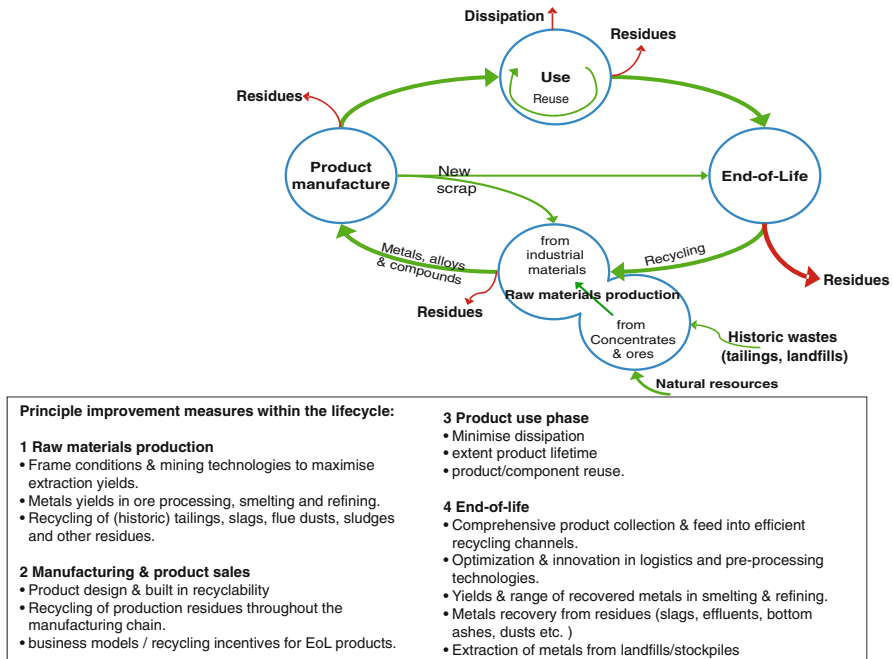 Dissipation
Residues
Use
Reuse
Residues
Product
manufacture
New
scrap
End-of-Life
Metals, alloys
& compounds
from
industrial
materials
Recycling
Residues
Raw materials production
Residues
from
Concentrates
& ores
Historic wastes
(tailings, landfills)
Natural resources
Principle improvement measures within the lifecycle:
1 Raw materials production
• Frame conditions & mining technologies to maximise
extraction yields.
• Metals yields in ore processing, smelting and refining.
• Recycling of (historic) tailings, slags, flue dusts, sludges
and other residues.
2 Manufacturing & product sales
• Product design & built in recyclability
• Recycling of production residues throughout the
manufacturing chain.
• business models / recycling incentives for EoL products.
3 Product use phase
• Minimise dissipation
• extent product lifetime
• product/component reuse.
4 End-of-life
• Comprehensive product collection & feed into efficient
recycling channels.
• Optimization & innovation in logistics and pre-processing
technologies.
• Yields & range of recovered metals in smelting & refining.
• Metals recovery from residues (slags, effluents, bottom
ashes, dusts etc. )
• Extraction of metals from landfills/stockpiles